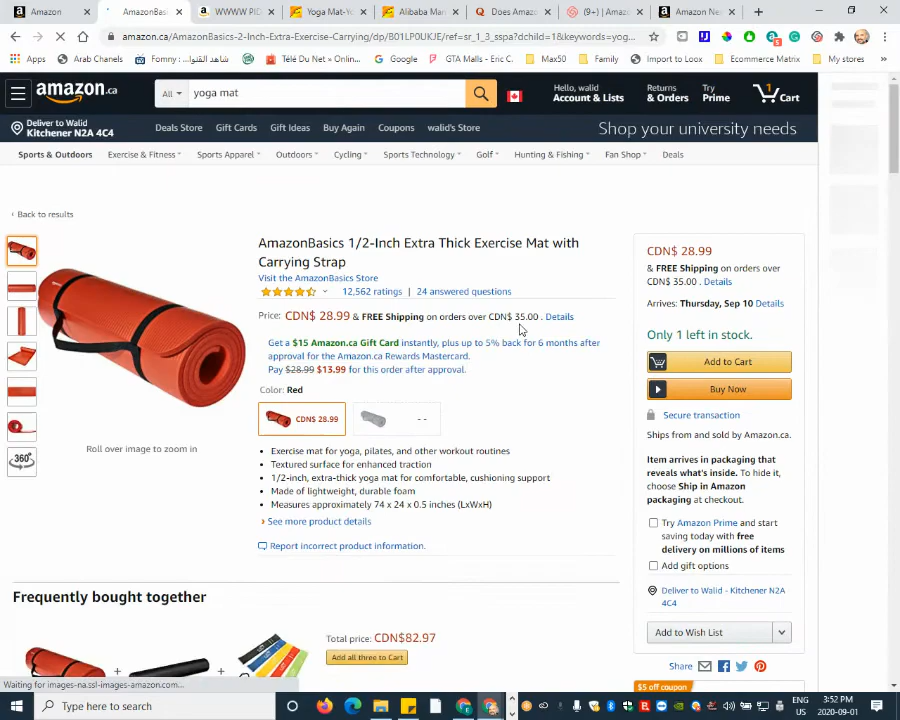 Amazon
AmazonBas
WWWW PID
Yoga Mat-Yo
Alibaba Man
Does Amazo
(9+) | Amazo
Amazon Ne
amazon.ca/AmazonBasics-2-Inch-Extra-Exercise-Carrying/dp/B01LP0UKJE/ref=sr_1_3_sspa?dchild=1&keywords=yog...
Apps
Arab Chanels
Fomny : شاهد القنوا...
Télé Du Net » Online...
Google
GTA Malls - Eric C.
Max50
Family
Import to Loox
Ecommerce Matrix
My stores
amazon.ca
All
yoga mat
Hello, walid
Account & Lists
Returns
& Orders
Try
Prime
1
Cart
Deliver to Walid
Kitchener N2A 4C4
Deals Store
Gift Cards
Gift Ideas
Buy Again
Coupons
walid's Store
Shop your university needs
Sports & Outdoors
Exercise & Fitness
Sports Apparel
Outdoors
Cycling
Sports Technology
Golf
Hunting & Fishing
Fan Shop
Deals
‹ Back to results
AmazonBasics 1/2-Inch Extra Thick Exercise Mat with
Carrying Strap
Visit the AmazonBasics Store
12,562 ratings | 24 answered questions
Price: CDN$ 28.99 & FREE Shipping on orders over CDN$ 35.00 . Details
Get a $15 Amazon.ca Gift Card instantly, plus up to 5% back for 6 months after
approval for the Amazon.ca Rewards Mastercard.
Pay $28.99 $13.99 for this order after approval.
Color: Red
CDN$ 28.99
- -
• Exercise mat for yoga, pilates, and other workout routines
• Textured surface for enhanced traction
• 1/2-inch, extra-thick yoga mat for comfortable, cushioning support
• Made of lightweight, durable foam
• Measures approximately 74 x 24 x 0.5 inches (LxWxH)
› See more product details
Report incorrect product information.
360°
Roll over image to zoom in
CDN$ 28.99
& FREE Shipping on orders over
CDN$ 35.00 . Details
Arrives: Thursday, Sep 10 Details
Only 1 left in stock.
Add to Cart
Buy Now
Secure transaction
Ships from and sold by Amazon.ca.
Item arrives in packaging that
reveals what's inside. To hide it,
choose Ship in Amazon
packaging at checkout.
Try Amazon Prime and start
saving today with free
delivery on millions of items
Add gift options
Deliver to Walid - Kitchener N2A
4C4
Add to Wish List
Share
$5 off coupon
Frequently bought together
Total price: CDN$82.97
Add all three to Cart
Waiting for images-na.ssl-images-amazon.com...
Type here to search
ENG
US
3:52 PM
2020-09-01